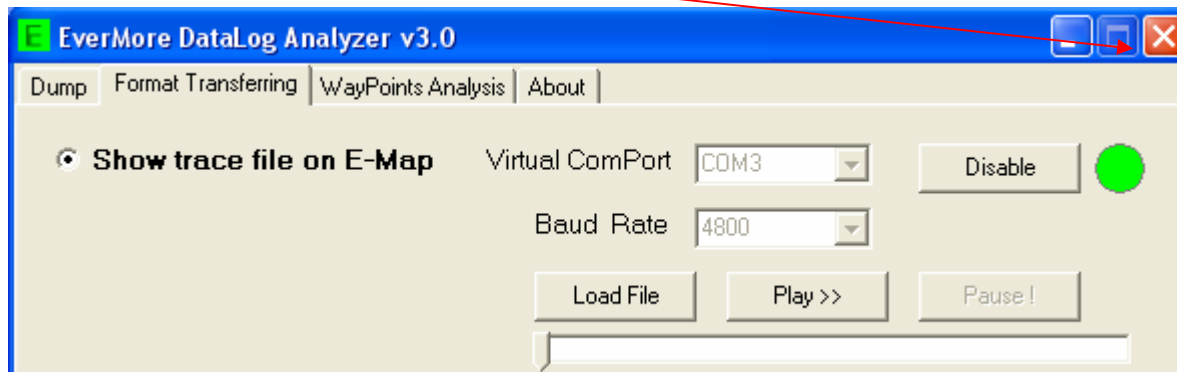 EverMore DataLog Analyzer v3.0
Dump Format Transferring WayPoints Analysis About
Show trace file on E-Map Virtual ComPort COM3 Disable
Baud Rate 4800
Load File Play >> Pause !